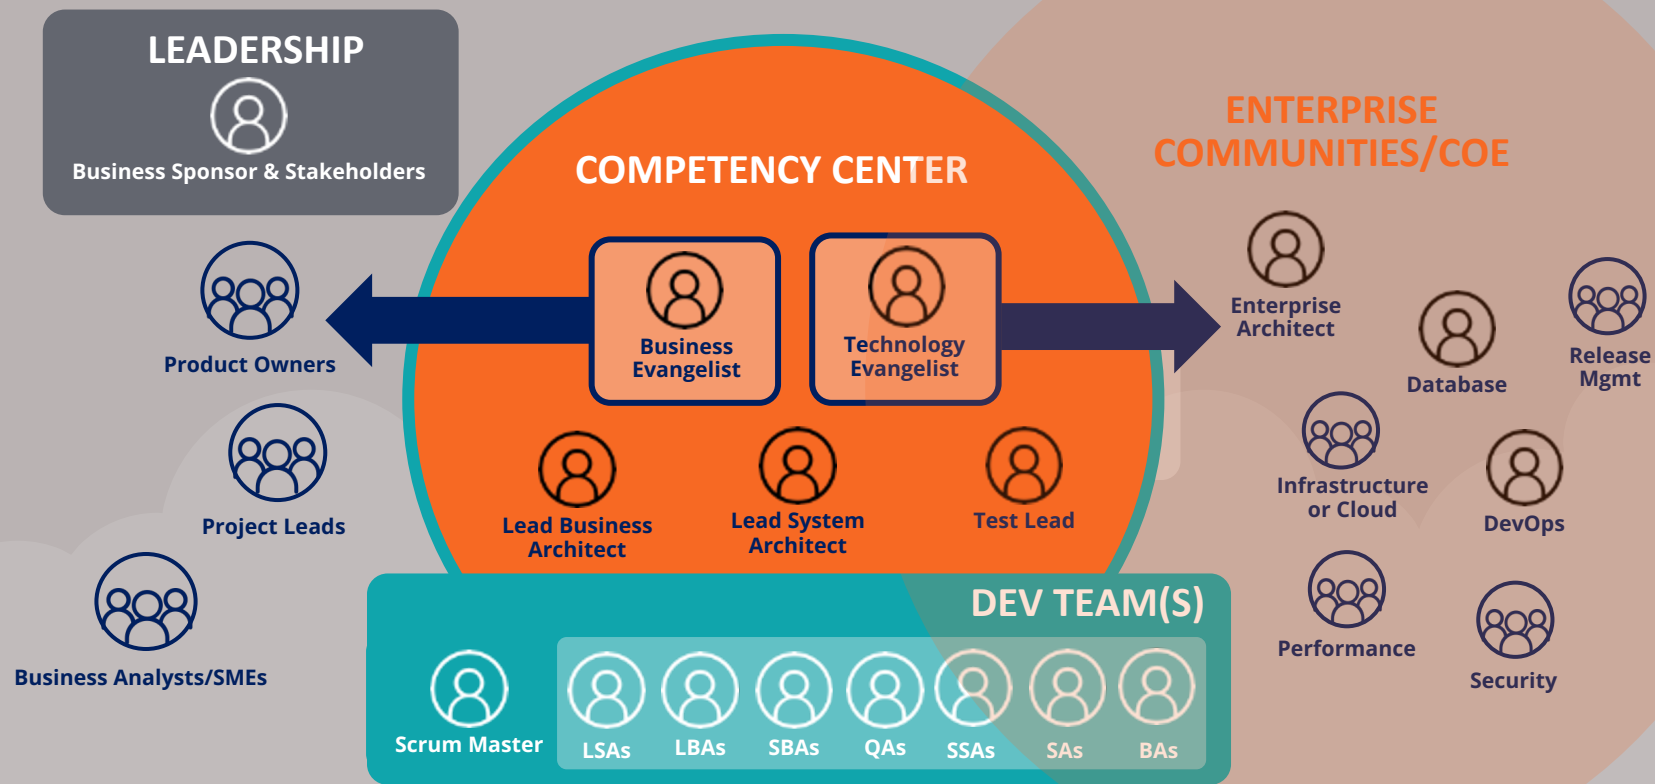 LEADERSHIP
Business Sponsor & Stakeholders
COMPETENCY CENTER
ENTERPRISE
COMMUNITIES/COE
Product Owners
Project Leads
Business Analysts/SMEs
Business
Evangelist
Technology
Evangelist
Lead Business
Architect
Lead System
Architect
Test Lead
Enterprise
Architect
Database
Release
Mgmt
Infrastructure
or Cloud
DevOps
Performance
Security
DEV TEAM(S)
Scrum Master
LSAs
LBAs
SBAs
QAs
SSAs
SAs
BAs